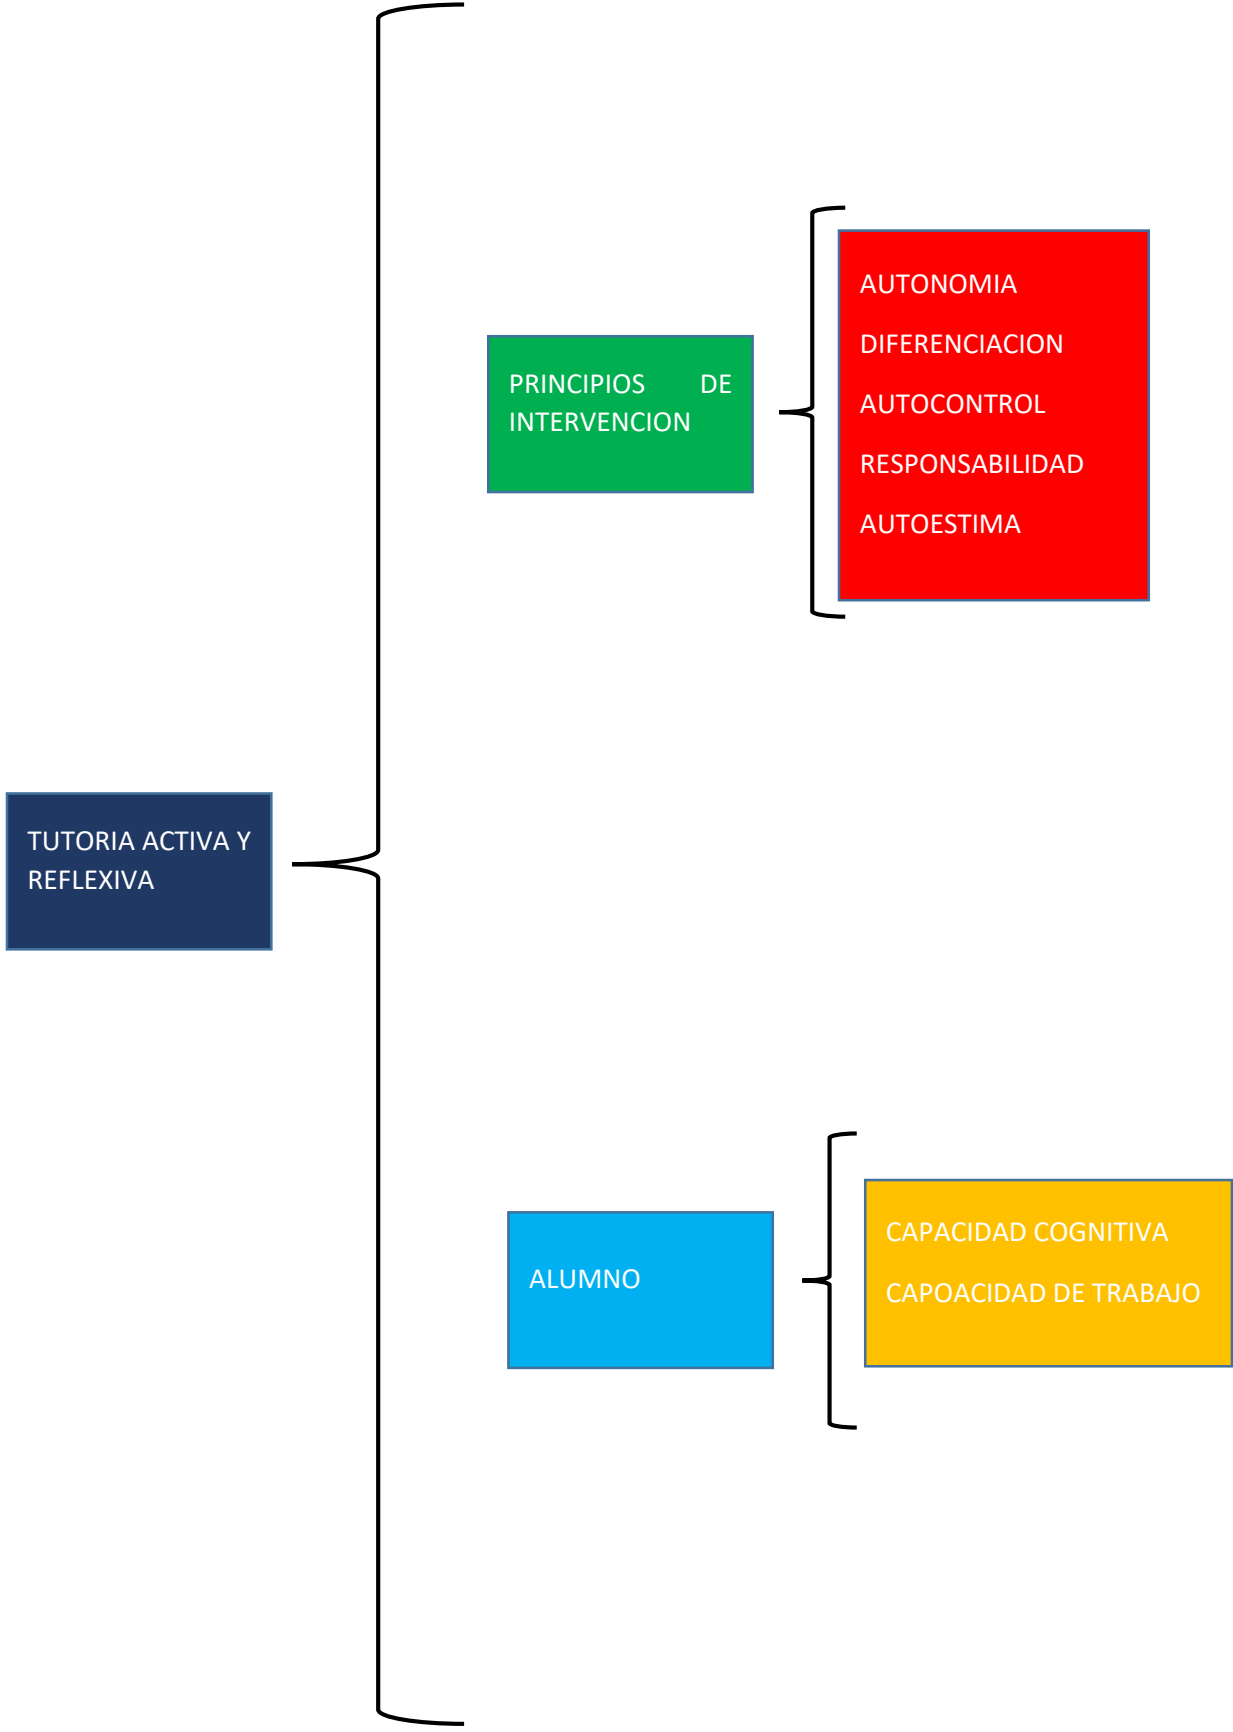 TUTORIA ACTIVA Y
REFLEXIVA
PRINCIPIOS DE
INTERVENCION
AUTONOMIA
DIFERENCIACION
AUTOCONTROL
RESPONSABILIDAD
AUTOESTIMA
ALUMNO
CAPACIDAD COGNITIVA
CAPOACIDAD DE TRABAJO